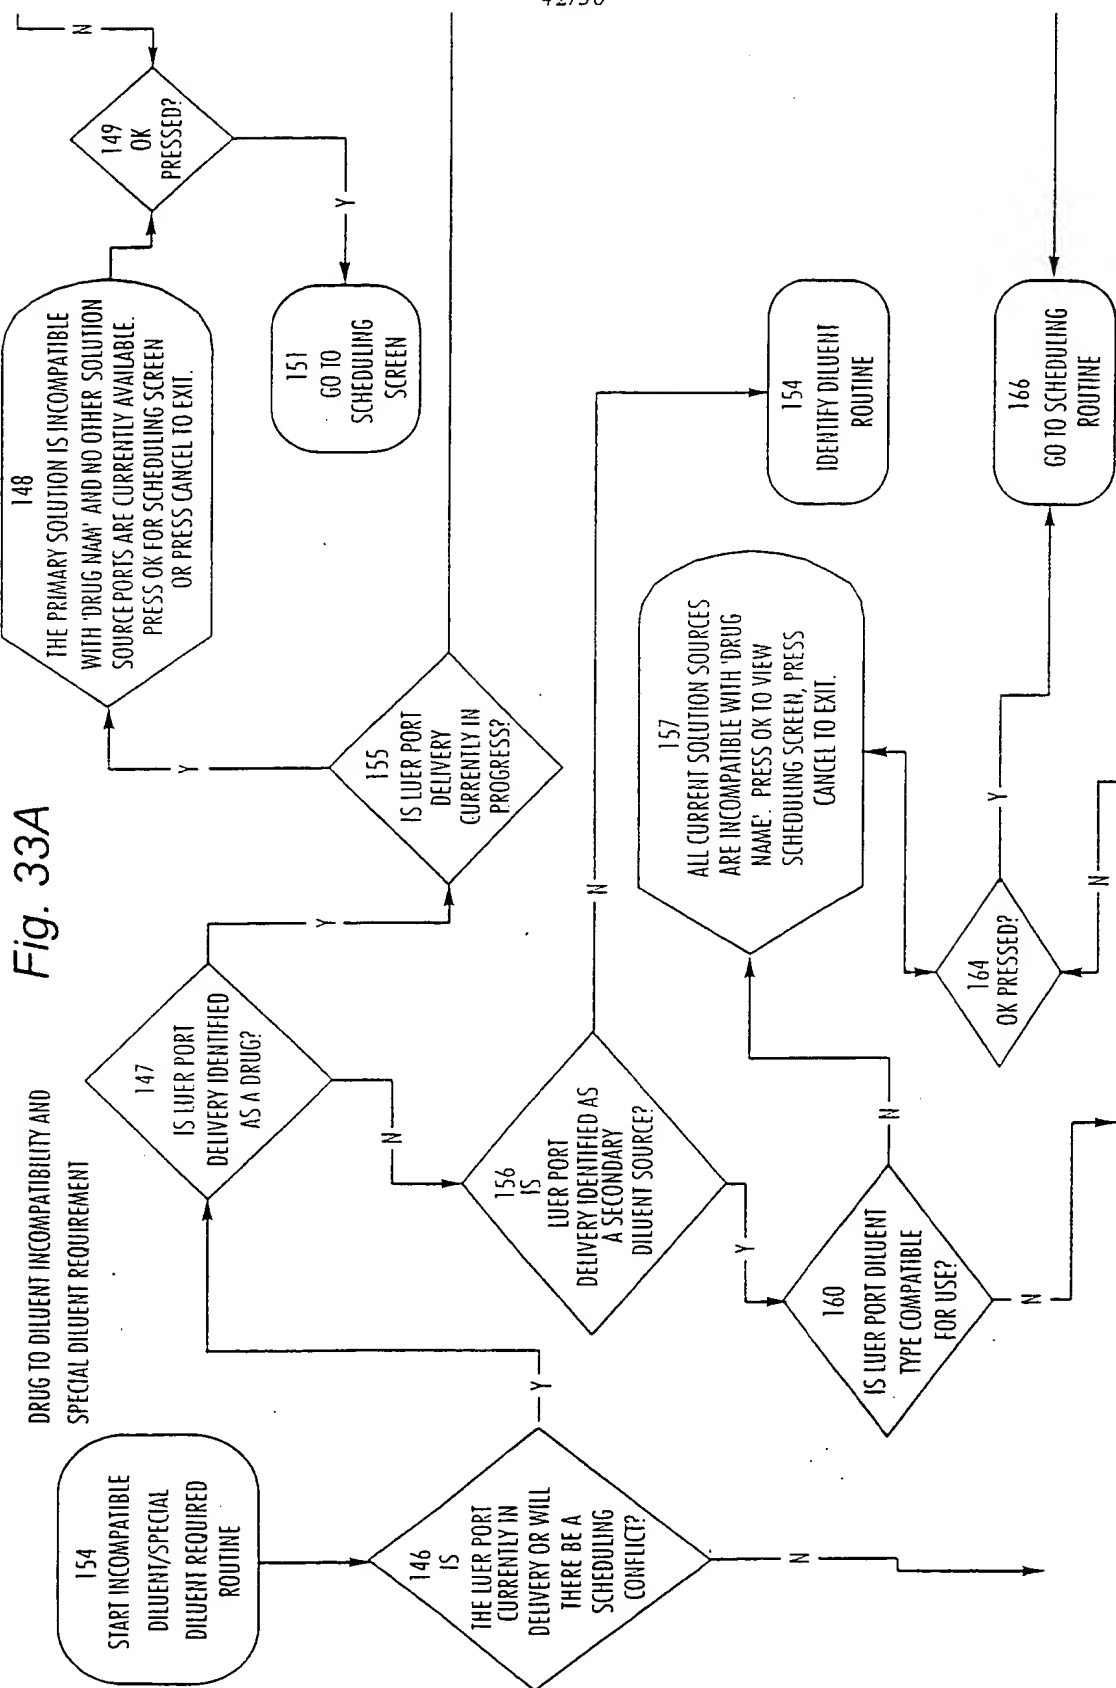 42/56
Fig. 33A
DRUG TO DILUENT INCOMPATIBILITY AND
SPECIAL DILUENT REQUIREMENT
154
START INCOMPATIBLE
DILUENT/SPECIAL
DILUENT REQUIRED
ROUTINE
146
IS
THE LUER PORT
CURRENTLY IN
DELIVERY OR WILL
THERE BE A
SCHEDULING
CONFLICT?
Y
N
147
IS LUER PORT
DELIVERY IDENTIFIED
AS A DRUG?
Y
N
155
IS LUER PORT
DELIVERY
CURRENTLY IN
PROGRESS?
Y
148
THE PRIMARY SOLUTION IS INCOMPATIBLE
WITH 'DRUG NAM' AND NO OTHER SOLUTION
SOURCE PORTS ARE CURRENTLY AVAILABLE.
PRESS OK FOR SCHEDULING SCREEN
OR PRESS CANCEL TO EXIT.
149
OK
PRESSED?
N
Y
151
GO TO
SCHEDULING
SCREEN
156
IS
LUER PORT
DELIVERY IDENTIFIED AS
A SECONDARY
DILUENT SOURCE?
N
Y
154
IDENTIFY DILUENT
ROUTINE
160
IS LUER PORT DILUENT
TYPE COMPATIBLE
FOR USE?
N
N
157
ALL CURRENT SOLUTION SOURCES
ARE INCOMPATIBLE WITH 'DRUG
NAME'. PRESS OK TO VIEW
SCHEDULING SCREEN, PRESS
CANCEL TO EXIT.
164
OK PRESSED?
Y
N
166
GO TO SCHEDULING
ROUTINE